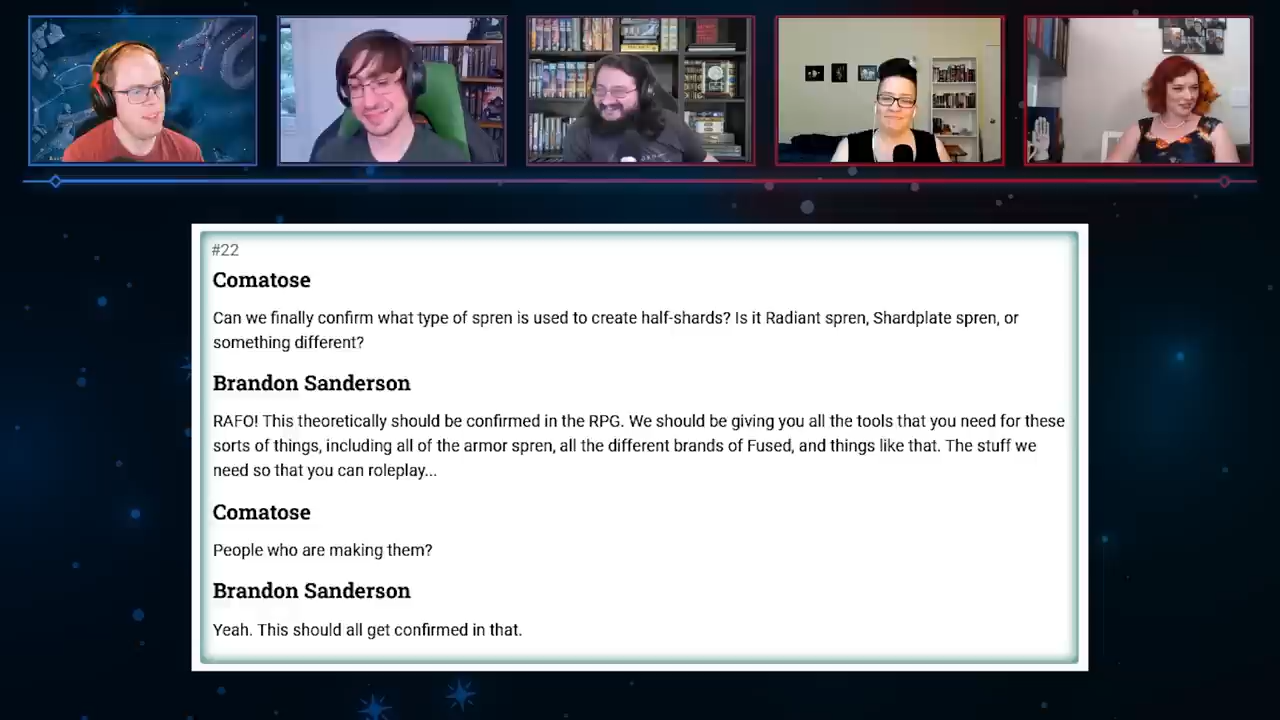 #22
Comatose
Can we finally confirm what type of spren is used to create half-shards? Is it Radiant spren, Shardplate spren, or
something different?
Brandon Sanderson
RAFO! This theoretically should be confirmed in the RPG. We should be giving you all the tools that you need for these
sorts of things, including all of the armor spren, all the different brands of Fused, and things like that. The stuff we
need so that you can roleplay...
Comatose
People who are making them?
Brandon Sanderson
Yeah. This should all get confirmed in that.